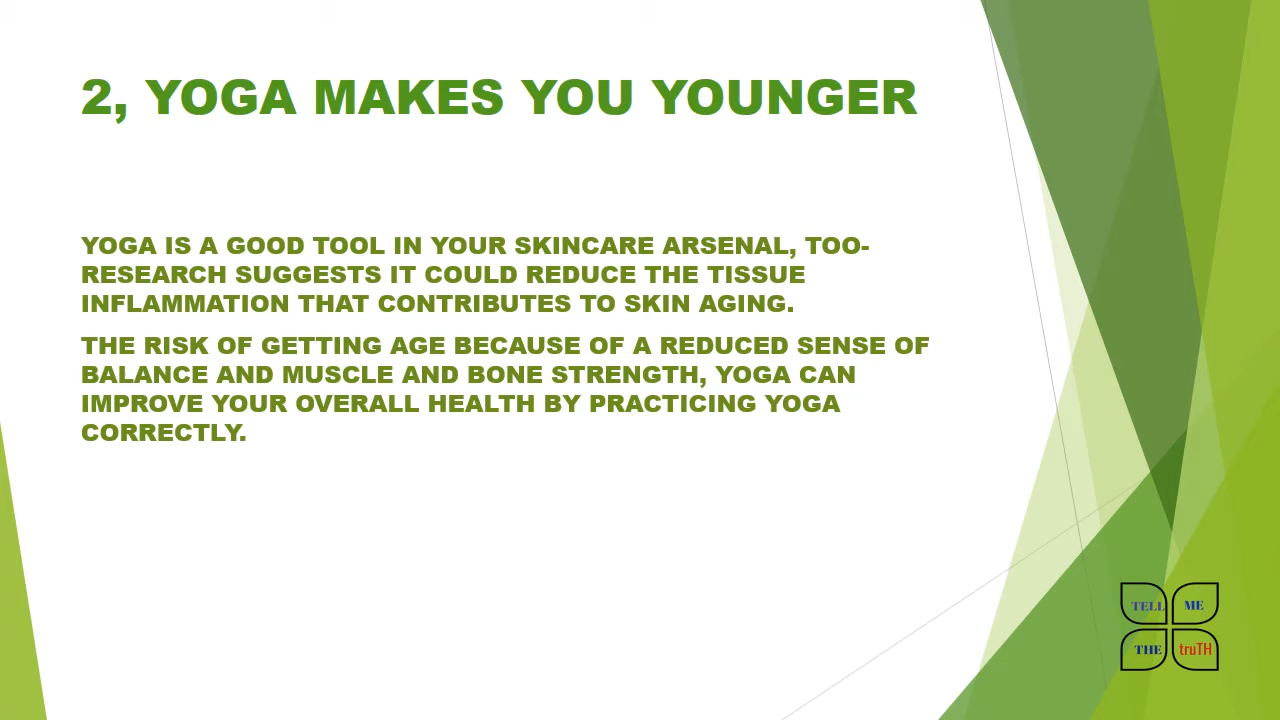 2, YOGA MAKES YOU YOUNGER
YOGA IS A GOOD TOOL IN YOUR SKINCARE ARSENAL, TOO-
RESEARCH SUGGESTS IT COULD REDUCE THE TISSUE
INFLAMMATION THAT CONTRIBUTES TO SKIN AGING.
THE RISK OF GETTING AGE BECAUSE OF A REDUCED SENSE OF
BALANCE AND MUSCLE AND BONE STRENGTH, YOGA CAN
IMPROVE YOUR OVERALL HEALTH BY PRACTICING YOGA
CORRECTLY.
TELL ME
THE truTH